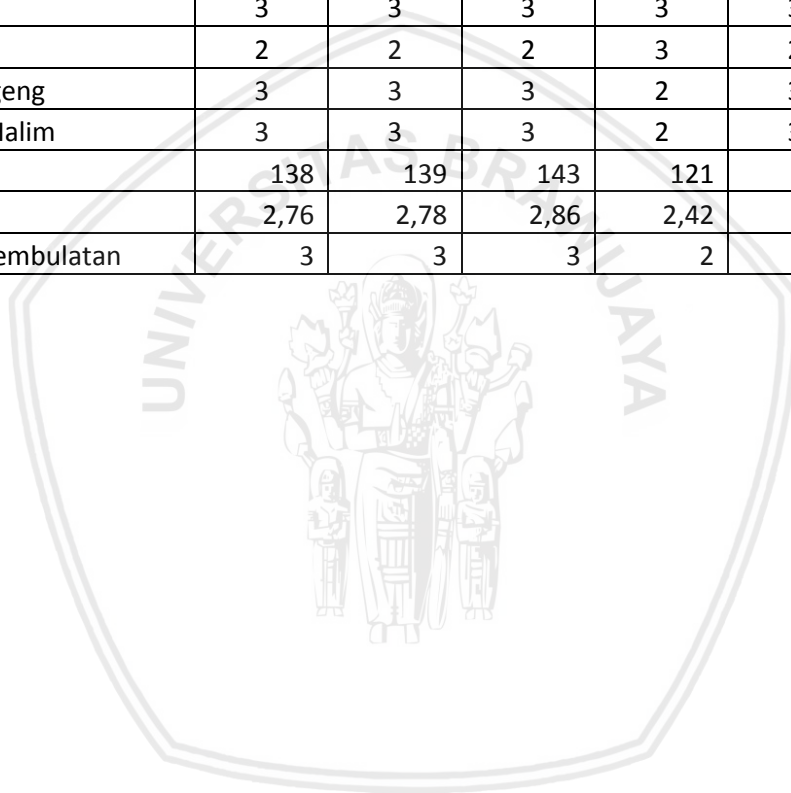 3 3 3 3
2 2 2 3
geng 3 3 3 2
Halim 3 3 3 2
138 139 143 121
2,76 2,78 2,86 2,42
embulatan 3 3 3 2
UNIVERSITAS BRAWIJAYA